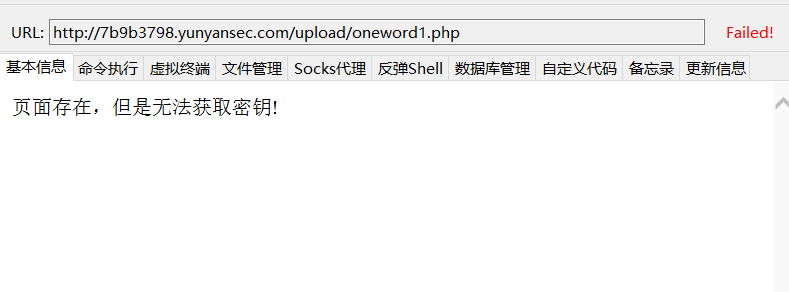 URL: http://7b9b3798.yunyansec.com/upload/oneword1.php Failed!
基本信息 命令执行 虚拟终端 文件管理 Socks代理 反弹Shell 数据库管理 自定义代码 备忘录 更新信息
页面存在，但是无法获取密钥!